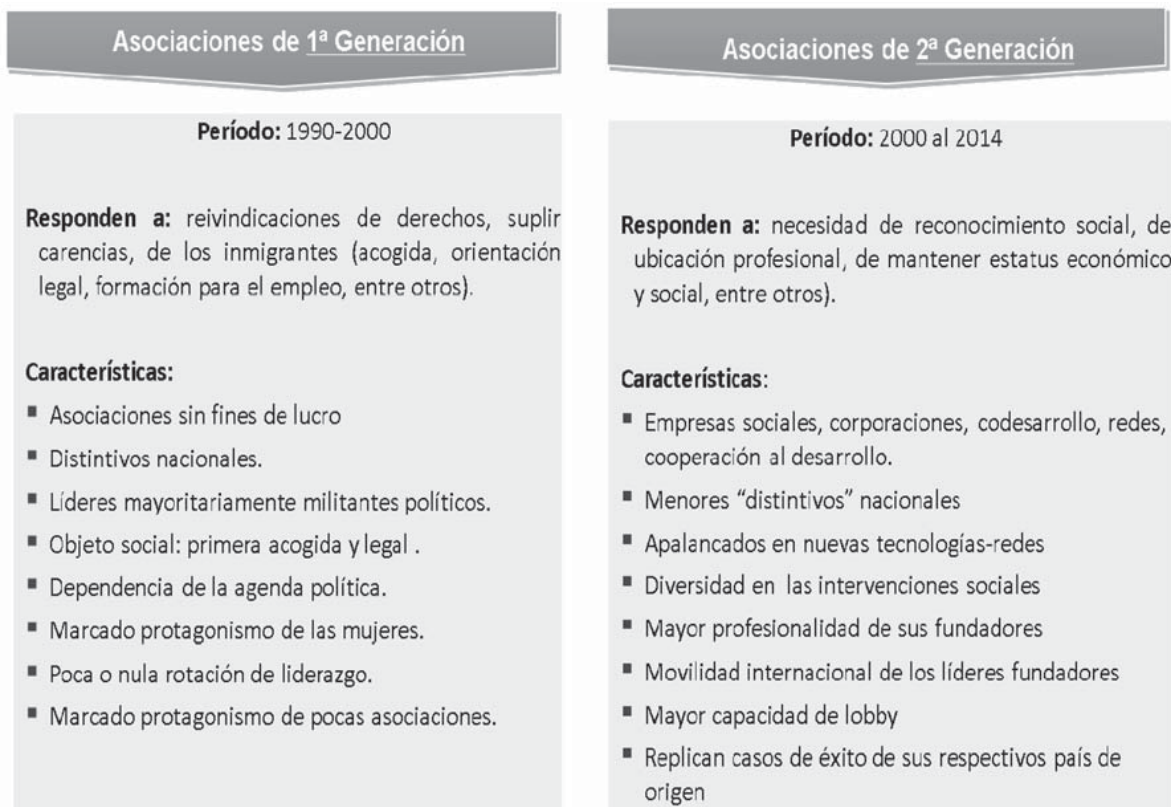 Asociaciones de 1ª Generación
Período: 1990-2000
Responden a: reivindicaciones de derechos, suplir
carencias, de los inmigrantes (acogida, orientación
legal, formación para el empleo, entre otros).
Características:
▪ Asociaciones sin fines de lucro
▪ Distintivos nacionales.
▪ Líderes mayoritariamente militantes políticos.
▪ Objeto social: primera acogida y legal .
▪ Dependencia de la agenda política.
▪ Marcado protagonismo de las mujeres.
▪ Poca o nula rotación de liderazgo.
▪ Marcado protagonismo de pocas asociaciones.
Asociaciones de 2ª Generación
Período: 2000 al 2014
Responden a: necesidad de reconocimiento social, de
ubicación profesional, de mantener estatus económico
y social, entre otros).
Características:
▪ Empresas sociales, corporaciones, codesarrollo, redes,
cooperación al desarrollo.
▪ Menores “distintivos” nacionales
▪ Apalancados en nuevas tecnologías-redes
▪ Diversidad en las intervenciones sociales
▪ Mayor profesionalidad de sus fundadores
▪ Movilidad internacional de los líderes fundadores
▪ Mayor capacidad de lobby
▪ Replican casos de éxito de sus respectivos país de
origen